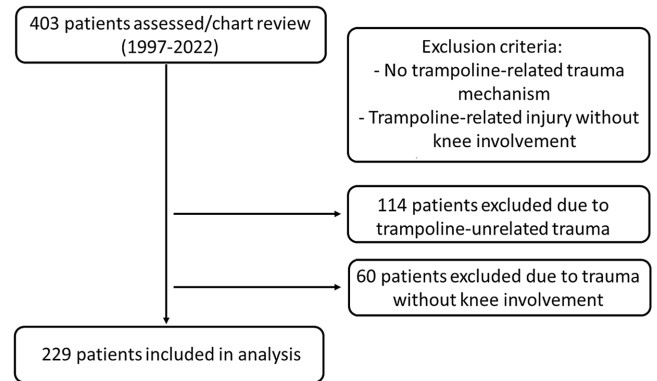 403 patients assessed/chart review
(1997-2022)
Exclusion criteria:
- No trampoline-related trauma
mechanism
- Trampoline-related injury without
knee involvement
114 patients excluded due to
trampoline-unrelated trauma
60 patients excluded due to trauma
without knee involvement
229 patients included in analysis